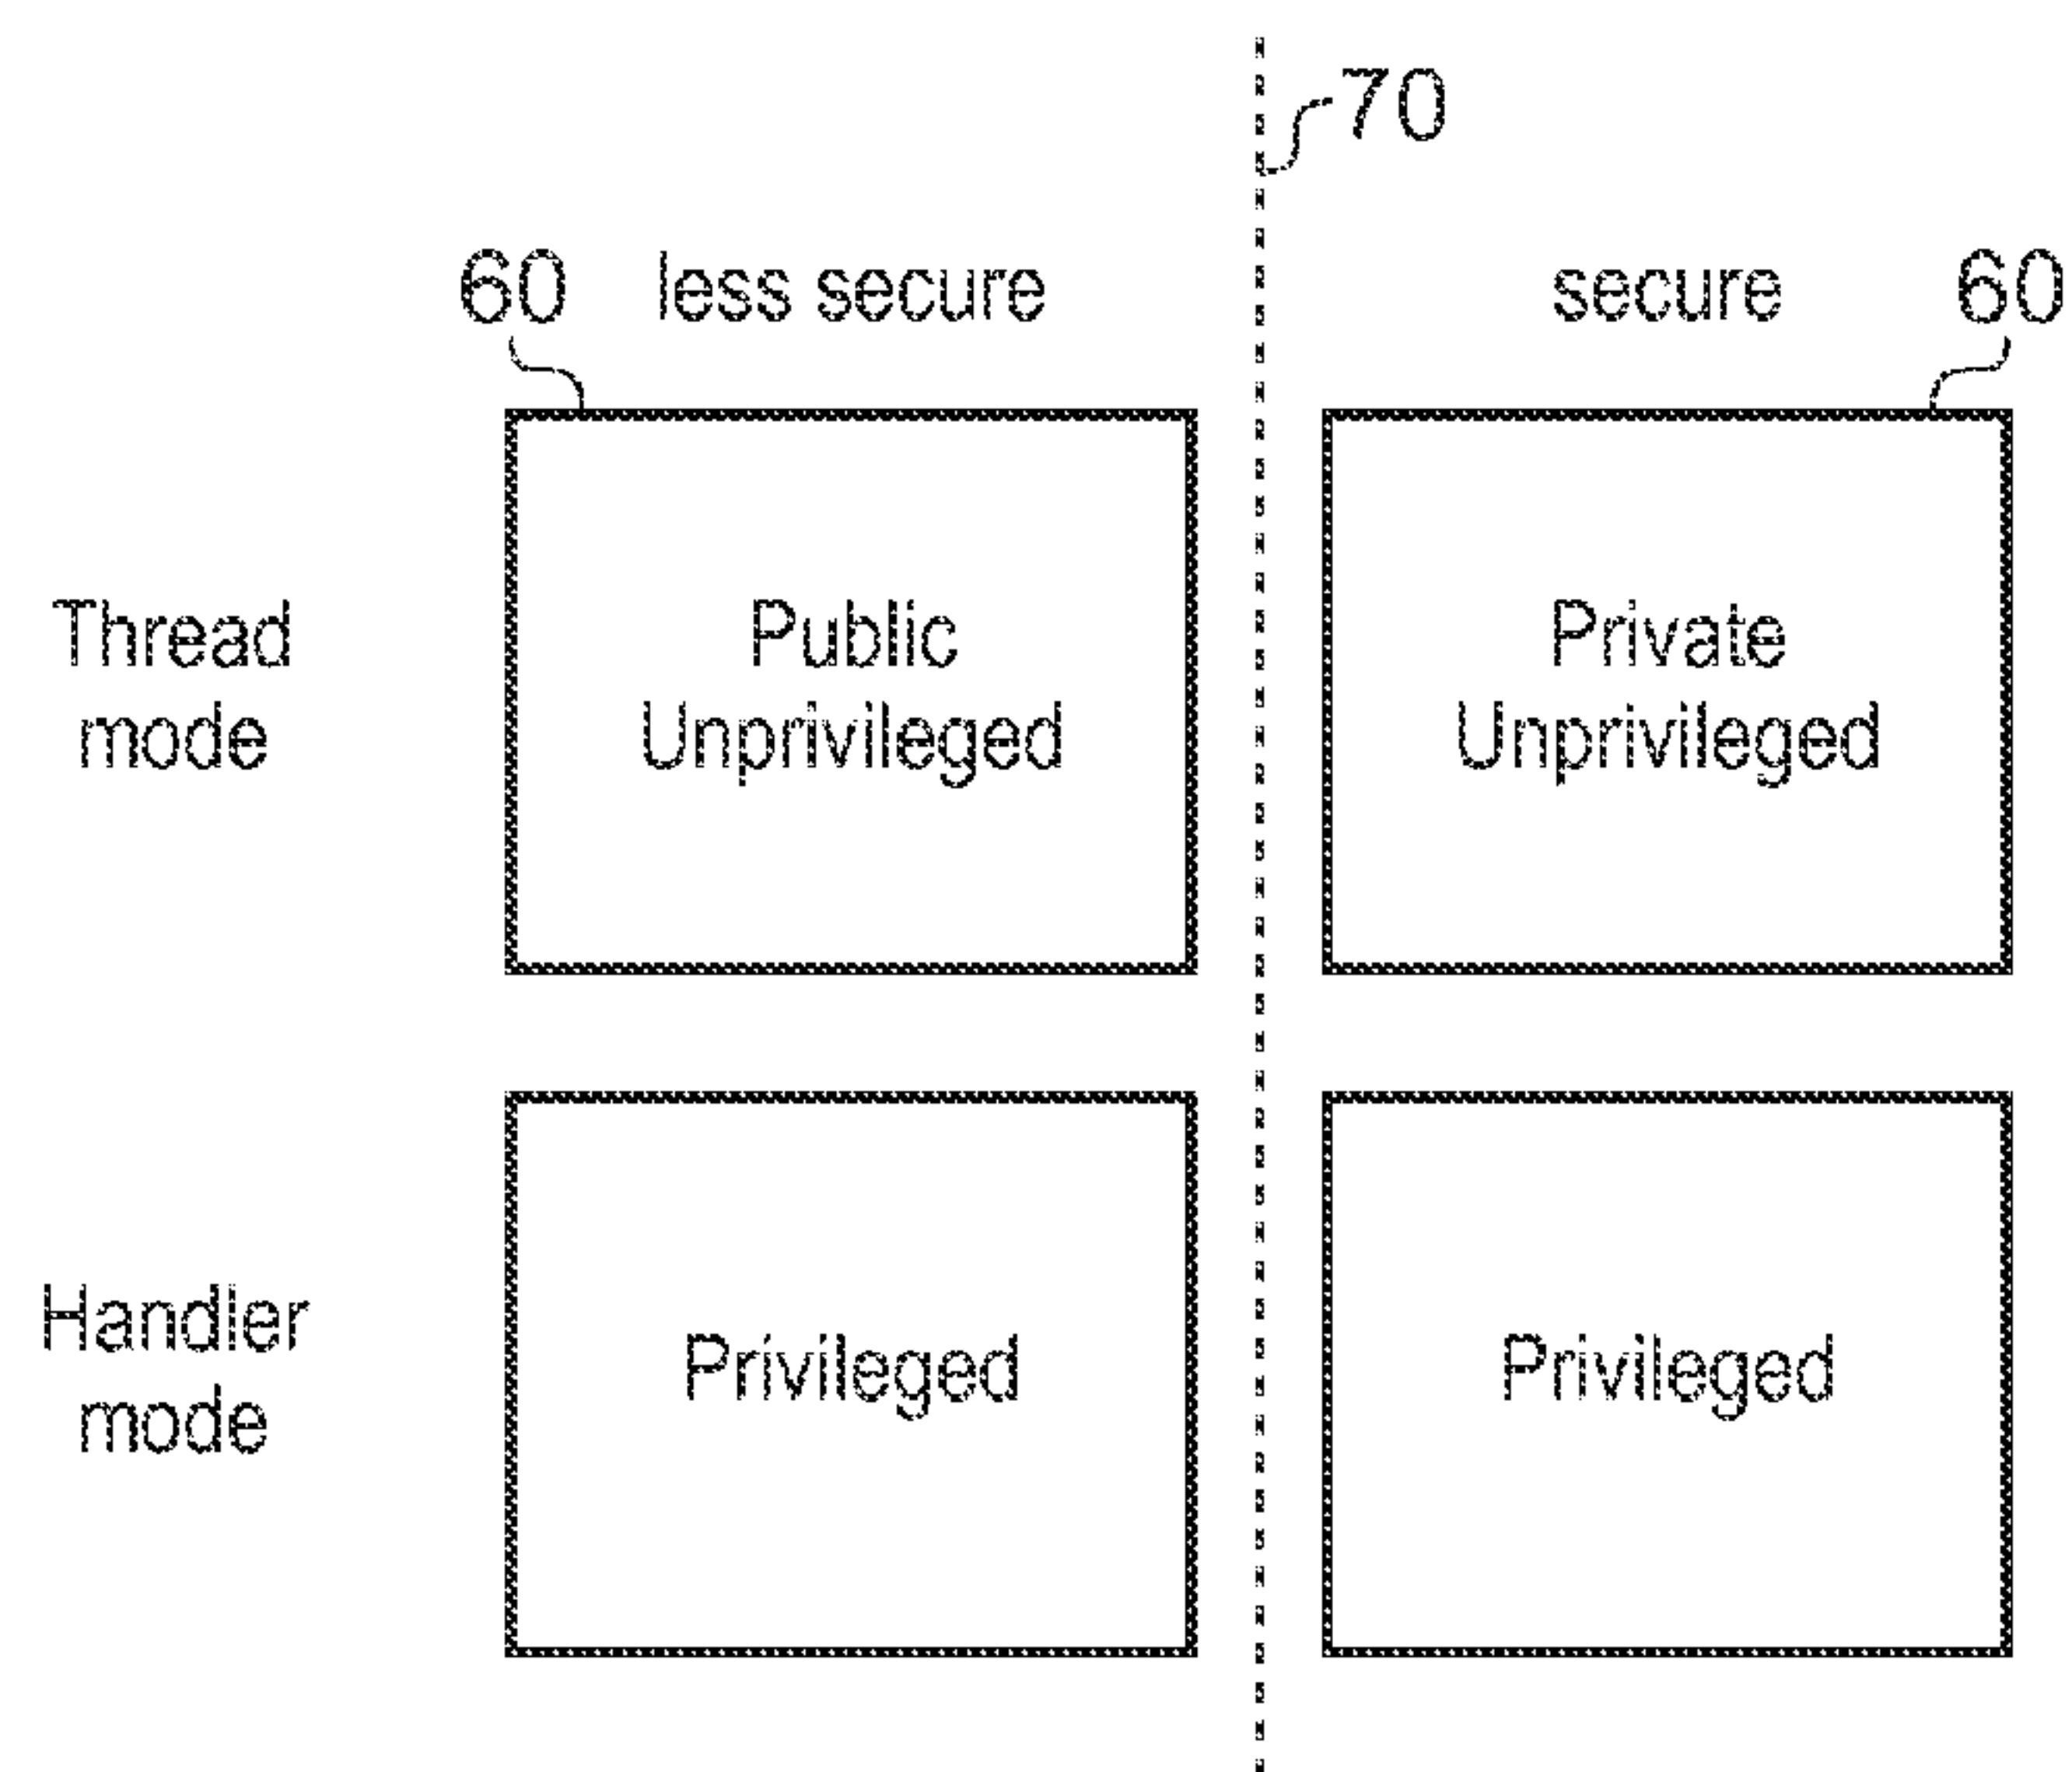 70
60 less secure
secure 60
Thread
mode
Public
Unprivileged
Private
Unprivileged
Handler
mode
Privileged
Privileged